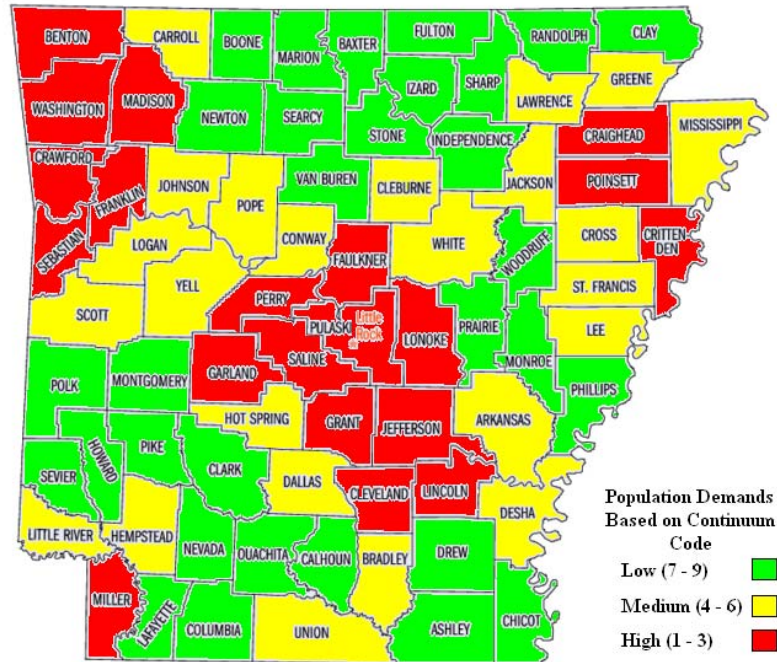 BENTON
CARROLL
BOONE
MARION
BAXTER
FULTON
RANDOLPH
CLAY
WASHINGTON
MADISON
NEWTON
SEARCY
STONE
IZARD
SHARP
LAWRENCE
GREENE
INDEPENDENCE
CRAIGHEAD
MISSISSIPPI
CRAWFORD
FRANKLIN
JOHNSON
POPE
VAN BUREN
CLEBURNE
JACKSON
POINSETT
SEBASTIAN
LOGAN
CONWAY
FAULKNER
WHITE
WOODRUFF
CROSS
CRITTEN
DEN
SCOTT
YELL
PERRY
PULASKI
Little
Rock
LONOKE
PRAIRIE
ST. FRANCIS
LEE
MONROE
PHILLIPS
POLK
MONTGOMERY
GARLAND
SALINE
HOT SPRING
GRANT
JEFFERSON
ARKANSAS
SEVIER
HOWARD
PIKE
CLARK
DALLAS
CLEVELAND
LINCOLN
DESHA
LITTLE RIVER
HEMPSTEAD
NEVADA
OUACHITA
CALHOUN
BRADLEY
DREW
MILLER
LAFAYETTE
COLUMBIA
UNION
ASHLEY
CHICOT
Population Demands
Based on Continuum
Code
Low (7 - 9)
Medium (4 - 6)
High (1 - 3)